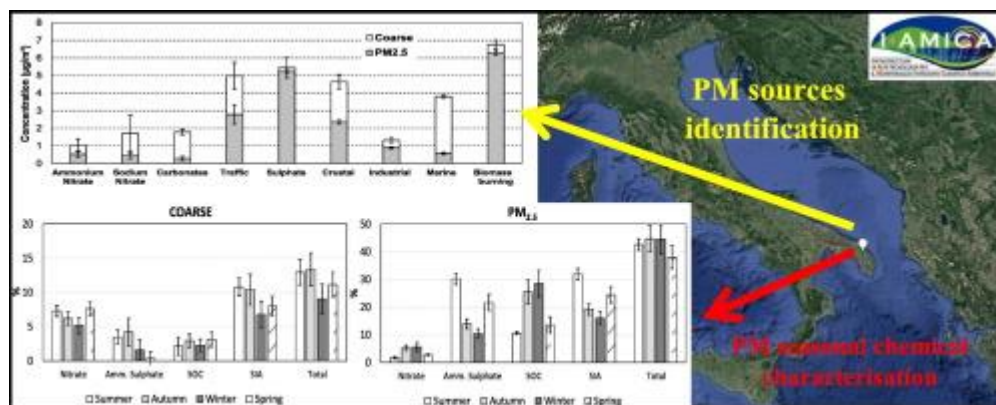 Coarse
PM2.5
Concentration (µg/m³)
8
7
6
5
4
3
2
1
0
Ammonium Nitrate
Sodium Nitrate
Carbonates
Traffic
Sulphate
Crustal
Industrial
Marine
Biomass burning
I AMICA
PM sources
identification
COARSE
%
20
15
10
5
0
Nitrate Amm. Sulphate SOC SIA Total
Summer Autumn Winter Spring
PM2.5
%
50
40
30
20
10
0
Nitrate Amm. Sulphate SOC SIA Total
Summer Autumn Winter Spring
PM seasonal chemical
characterisation